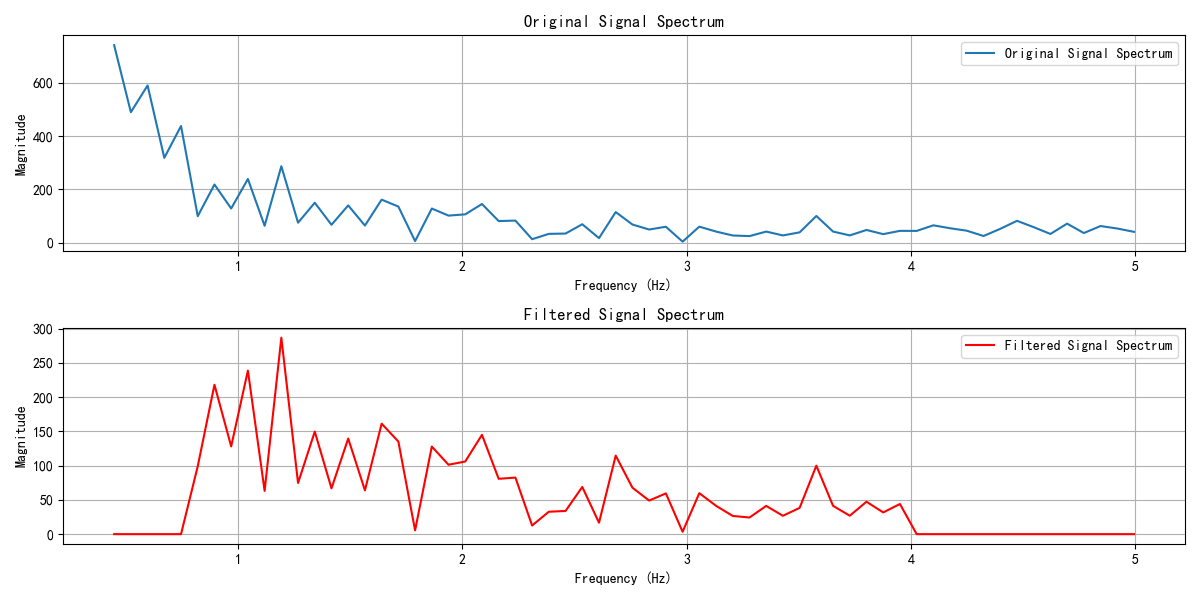 Original Signal Spectrum
Original Signal Spectrum
Magnitude
600
400
200
0
1 2 3 4 5
Frequency (Hz)
Filtered Signal Spectrum
Filtered Signal Spectrum
Magnitude
300
250
200
150
100
50
0
1 2 3 4 5
Frequency (Hz)